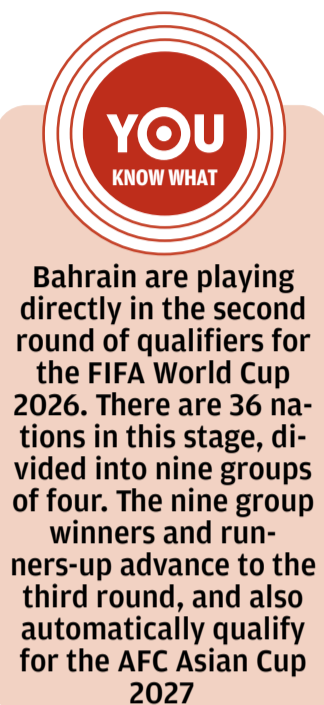 YOU
KNOW WHAT
Bahrain are playing
directly in the second
round of qualifiers for
the FIFA World Cup
2026. There are 36 na-
tions in this stage, di-
vided into nine groups
of four. The nine group
winners and run-
ners-up advance to the
third round, and also
automatically qualify
for the AFC Asian Cup
2027